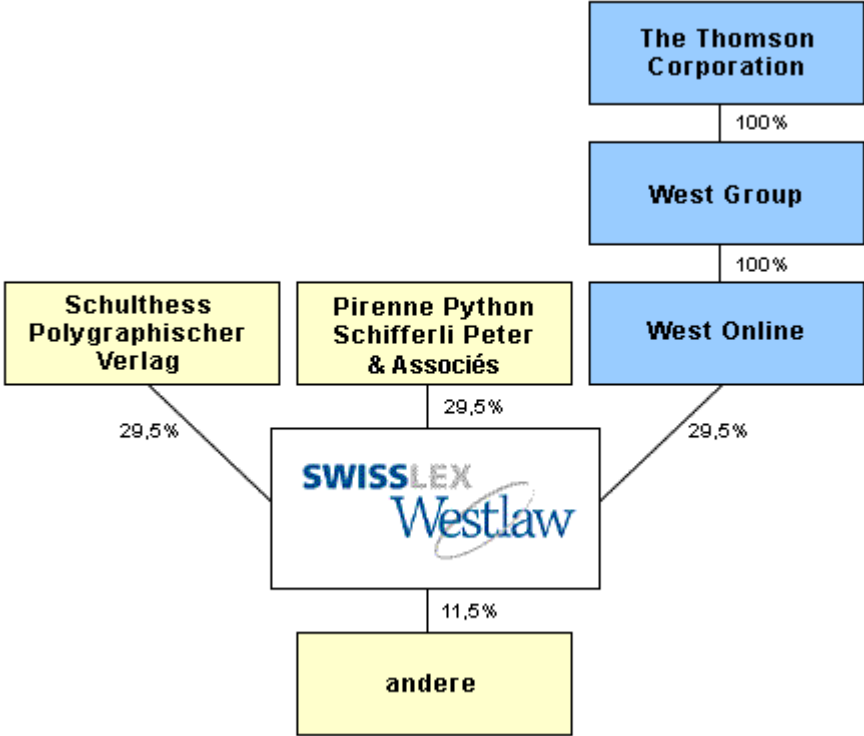 The Thomson
Corporation
100%
West Group
100%
Schulthess
Polygraphischer
Verlag
Pirenne Python
Schifferli Peter
& Associés
West Online
29,5%
29,5%
29,5%
SWISSLEX
Westlaw
11,5%
andere